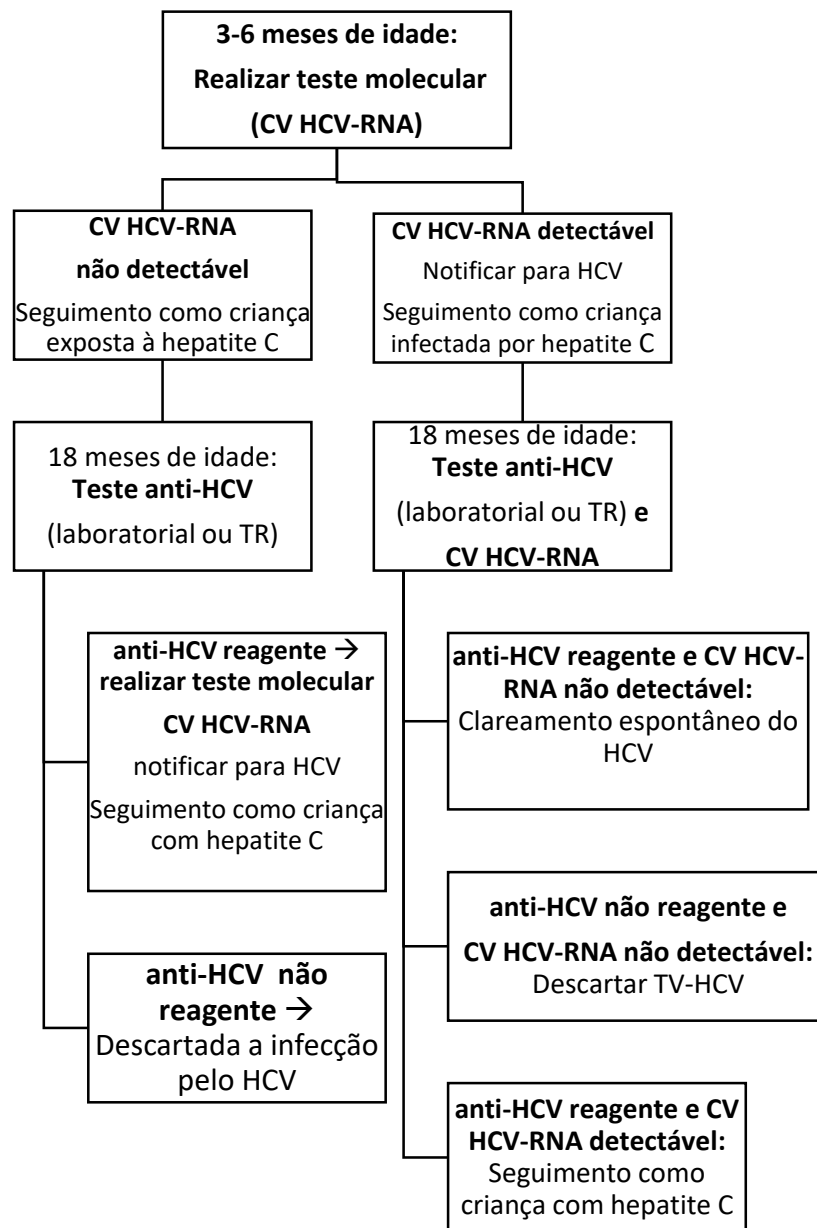 3-6 meses de idade:
Realizar teste molecular
(CV HCV-RNA)
CV HCV-RNA
não detectável
Seguimento como criança
exposta à hepatite C
CV HCV-RNA detectável
Notificar para HCV
Seguimento como criança
infectada por hepatite C
18 meses de idade:
Teste anti-HCV
(laboratorial ou TR)
18 meses de idade:
Teste anti-HCV
(laboratorial ou TR) e
CV HCV-RNA
anti-HCV reagente →
realizar teste molecular
CV HCV-RNA
notificar para HCV
Seguimento como criança
com hepatite C
anti-HCV não
reagente →
Descartada a infecção
pelo HCV
anti-HCV reagente e CV HCV-
RNA não detectável:
Clareamento espontâneo do
HCV
anti-HCV não reagente e
CV HCV-RNA não detectável:
Descartar TV-HCV
anti-HCV reagente e CV
HCV-RNA detectável:
Seguimento como
criança com hepatite C